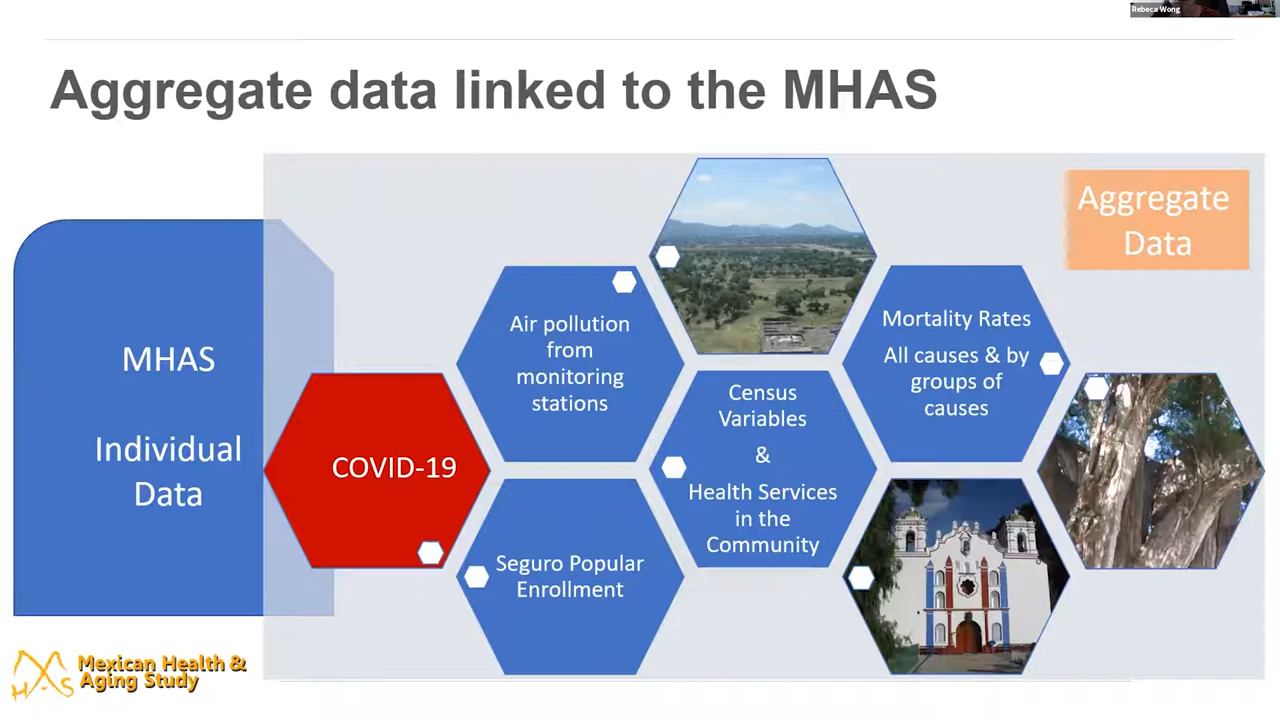 Rebeca Wong
Aggregate data linked to the MHAS
Aggregate
Data
MHAS
Individual
Data
COVID-19
Air pollution
from
monitoring
stations
Seguro Popular
Enrollment
Census
Variables
&
Health Services
in the
Community
Mortality Rates
All causes & by
groups of
causes
MHAS
Mexican Health &
Aging Study